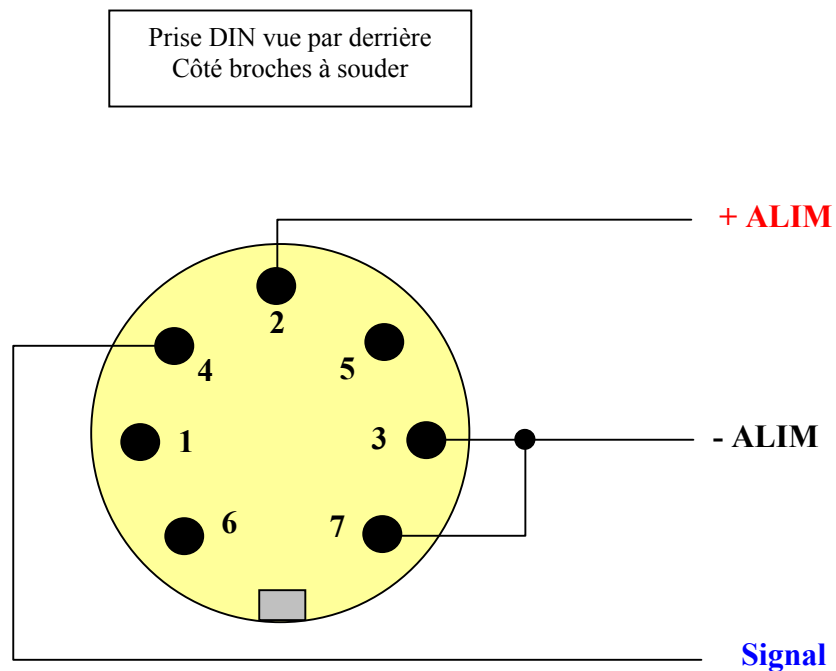 Prise DIN vue par derrière
Côté broches à souder
+ ALIM
2
4
5
1
3
- ALIM
6
7
Signal